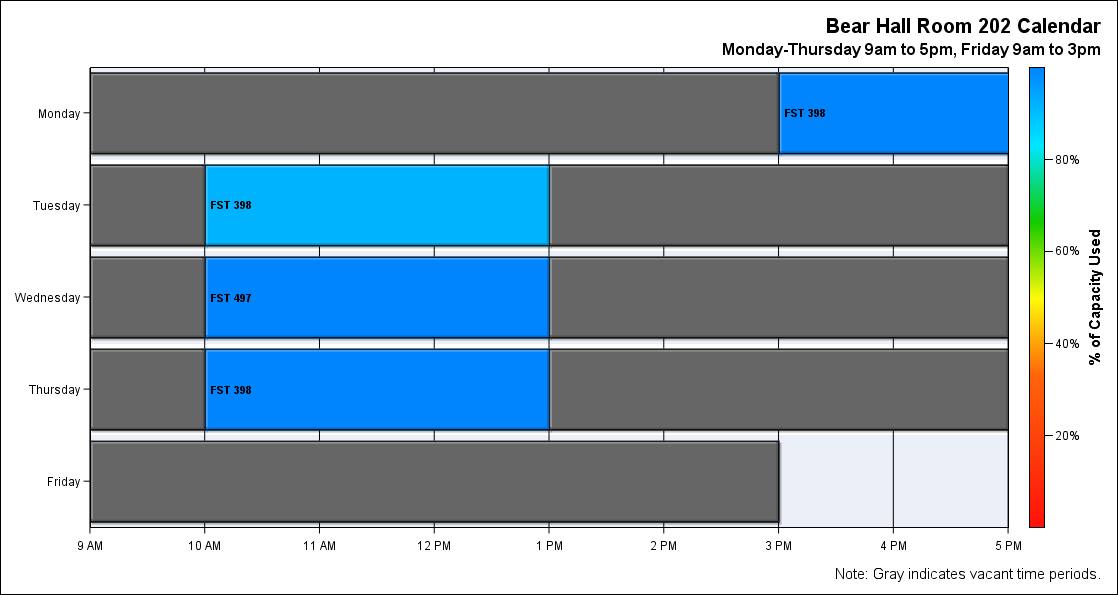 Bear Hall Room 202 Calendar
Monday-Thursday 9am to 5pm, Friday 9am to 3pm
Monday
FST 398
Tuesday
FST 398
Wednesday
FST 497
Thursday
FST 398
Friday
9 AM 10 AM 11 AM 12 PM 1 PM 2 PM 3 PM 4 PM 5 PM
80%
60%
40%
20%
% of Capacity Used
Note: Gray indicates vacant time periods.